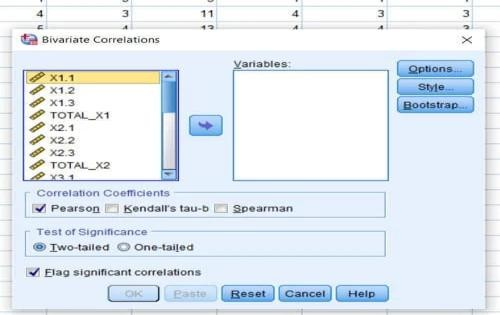 4 3 11 4 3 3
Bivariate Correlations
Variables:
X1.1
X1.2
X1.3
TOTAL_X1
X2.1
X2.2
X2.3
TOTAL_X2
X3.1
Options...
Style...
Bootstrap...
Correlation Coefficients
Pearson Kendall's tau-b Spearman
Test of Significance
Two-tailed One-tailed
Flag significant correlations
OK Paste Reset Cancel Help